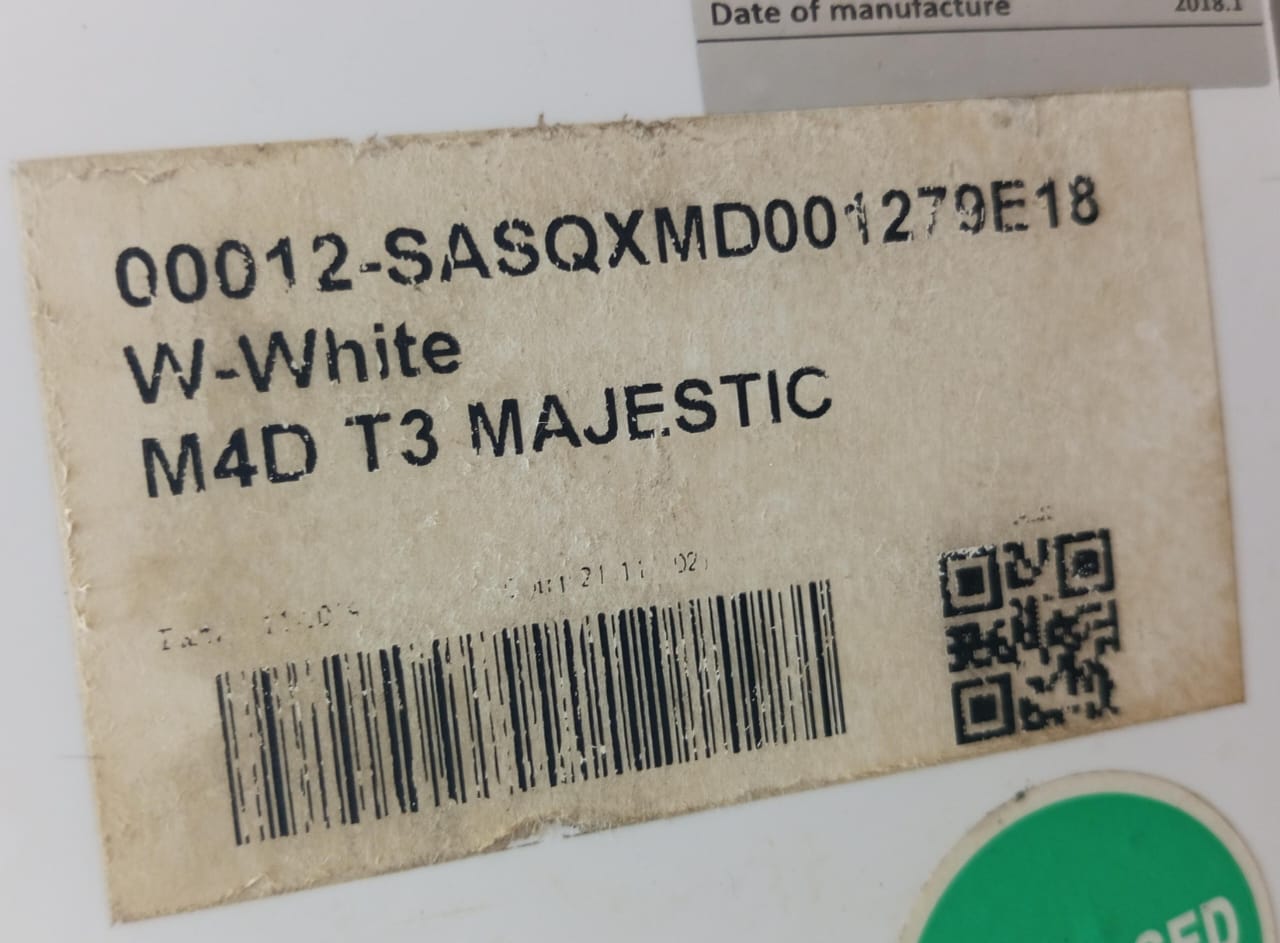 Date of manufacture 2018.1
00012-SASQXMD001279E18
W-White
M4D T3 MAJESTIC